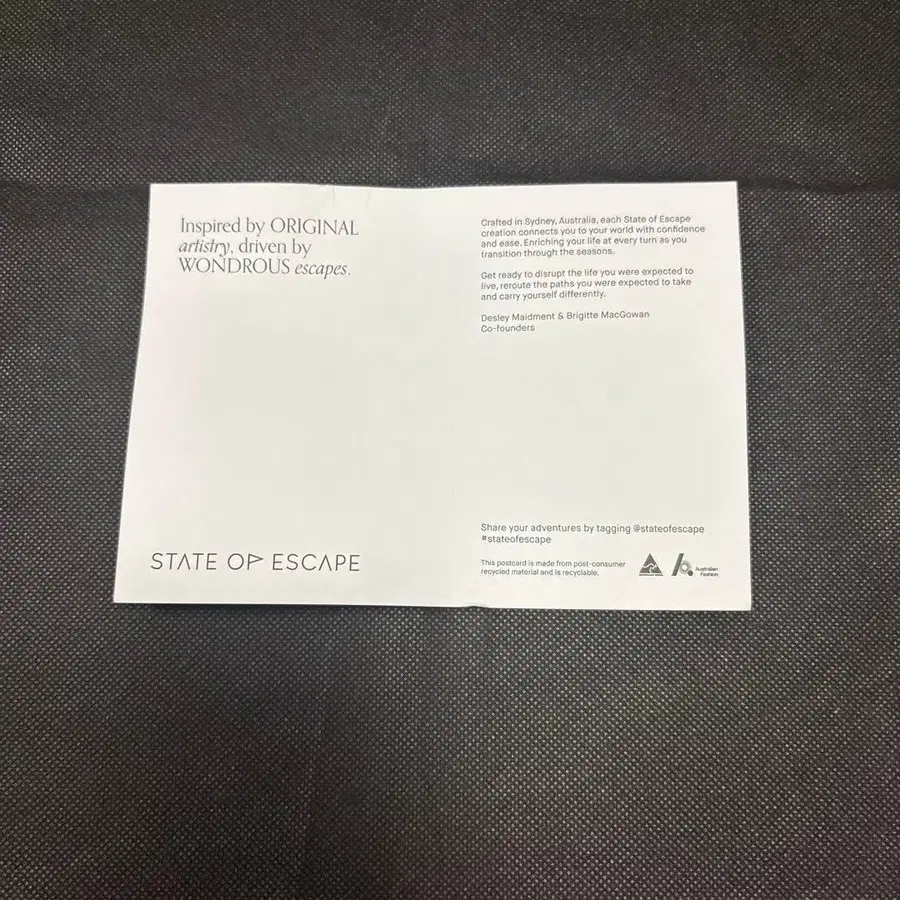 Inspired by ORIGINAL
artistry, driven by
WONDROUS escapes.
STATE OF ESCAPE
Crafted in Sydney, Australia, each State of Escape
creation connects you to your world with confidence
and ease. Enriching your life at every turn as you
transition through the seasons.
Get ready to disrupt the life you were expected to
live, reroute the paths you were expected to take
and carry yourself differently.
Desley Maidment & Brigitte MacGowan
Co-founders
Share your adventures by tagging @stateofescape
#stateofescape
This postcard is made from post-consumer
recycled material and is recyclable.
Australian
Fashion